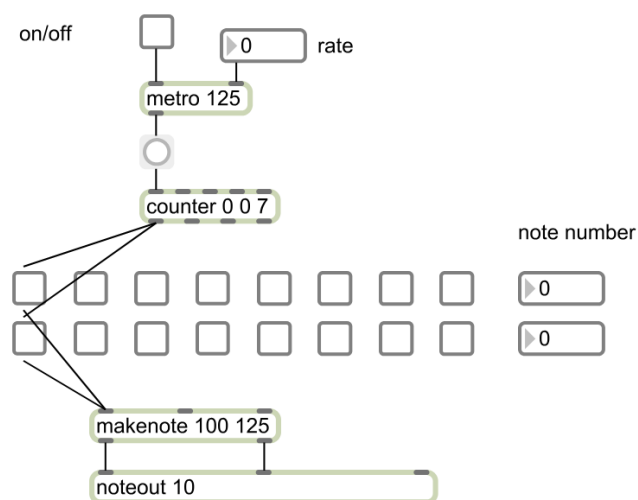 on/off
0
rate
metro 125
counter 0 0 7
note number
0
0
makenote 100 125
noteout 10